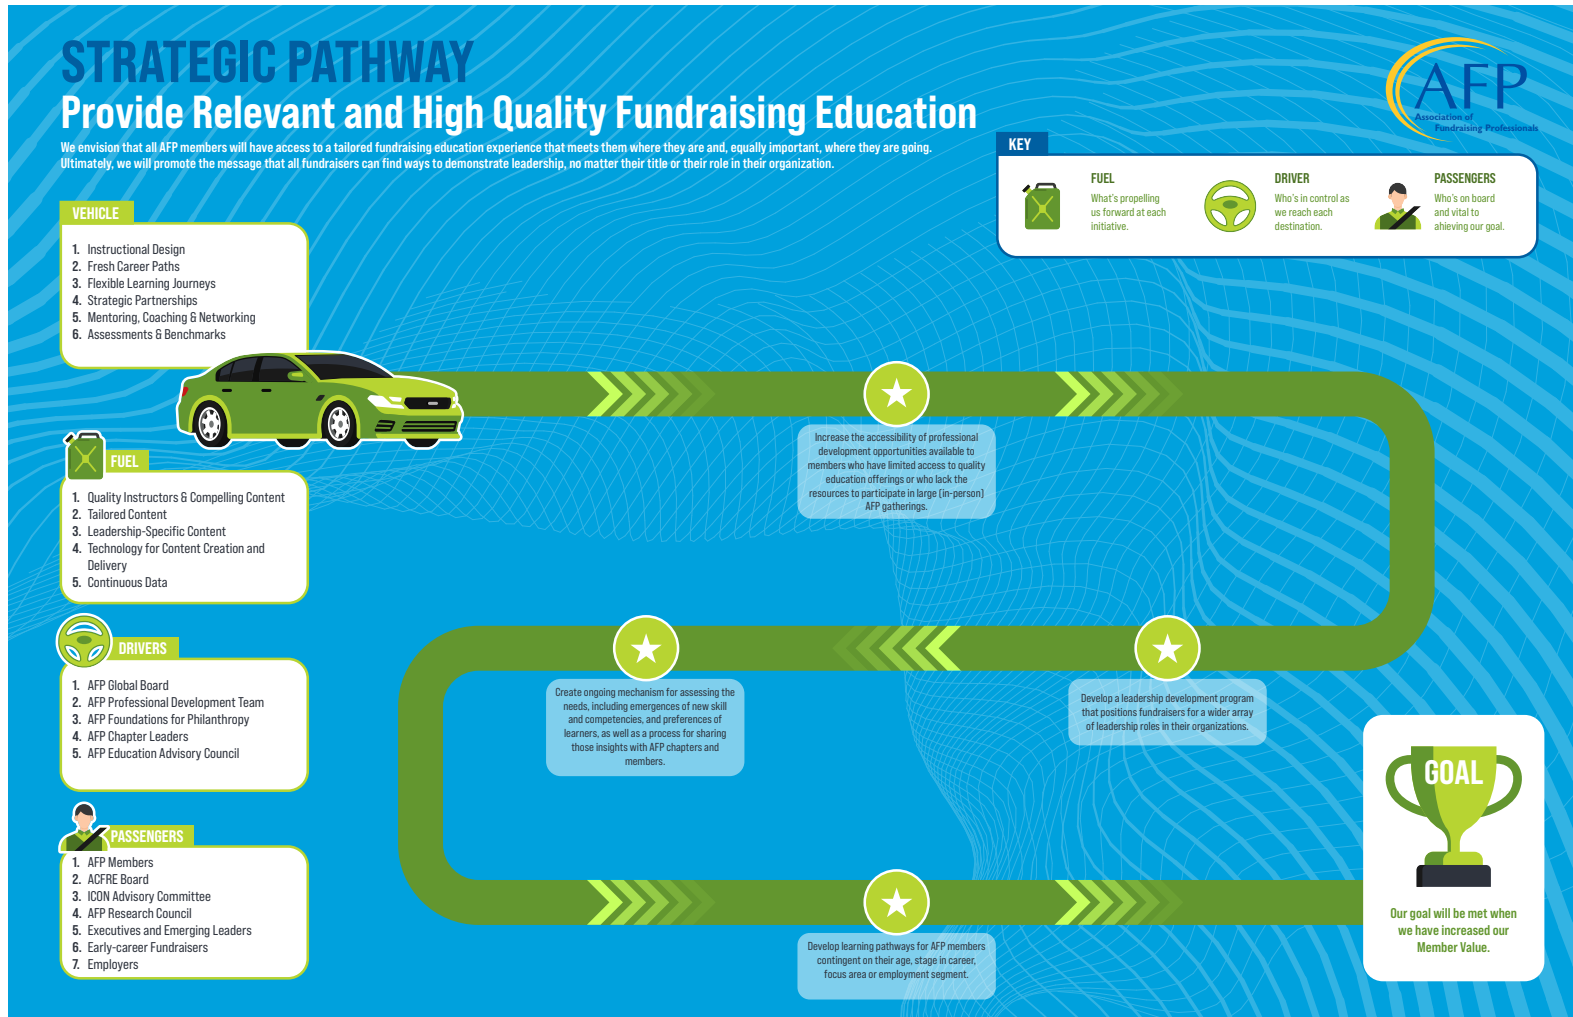 STRATEGIC PATHWAY
Provide Relevant and High Quality Fundraising Education
We envision that all AFP members will have access to a tailored fundraising education experience that meets them where they are and, equally important, where they are going.
Ultimately, we will promote the message that all fundraisers can find ways to demonstrate leadership, no matter their title or their role in their organization.
AFP
Association of
Fundraising Professionals
KEY
FUEL
What's propelling
us forward at each
initiative.
DRIVER
Who's in control as
we reach each
destination.
PASSENGERS
Who's on board
and vital to
ahieving our goal.
VEHICLE
1. Instructional Design
2. Fresh Career Paths
3. Flexible Learning Journeys
4. Strategic Partnerships
5. Mentoring, Coaching & Networking
6. Assessments & Benchmarks
FUEL
1. Quality Instructors & Compelling Content
2. Tailored Content
3. Leadership-Specific Content
4. Technology for Content Creation and
Delivery
5. Continuous Data
DRIVERS
1. AFP Global Board
2. AFP Professional Development Team
3. AFP Foundations for Philanthropy
4. AFP Chapter Leaders
5. AFP Education Advisory Council
PASSENGERS
1. AFP Members
2. ACFRE Board
3. ICON Advisory Committee
4. AFP Research Council
5. Executives and Emerging Leaders
6. Early-career Fundraisers
7. Employers
Increase the accessibility of professional
development opportunities available to
members who have limited access to quality
education offerings or who lack the
resources to participate in large (in-person)
AFP gatherings.
Develop a leadership development program
that positions fundraisers for a wider array
of leadership roles in their organizations.
Create ongoing mechanism for assessing the
needs, including emergences of new skill
and competencies, and preferences of
learners, as well as a process for sharing
those insights with AFP chapters and
members.
Develop learning pathways for AFP members
contingent on their age, stage in career,
focus area or employment segment.
GOAL
Our goal will be met when
we have increased our
Member Value.